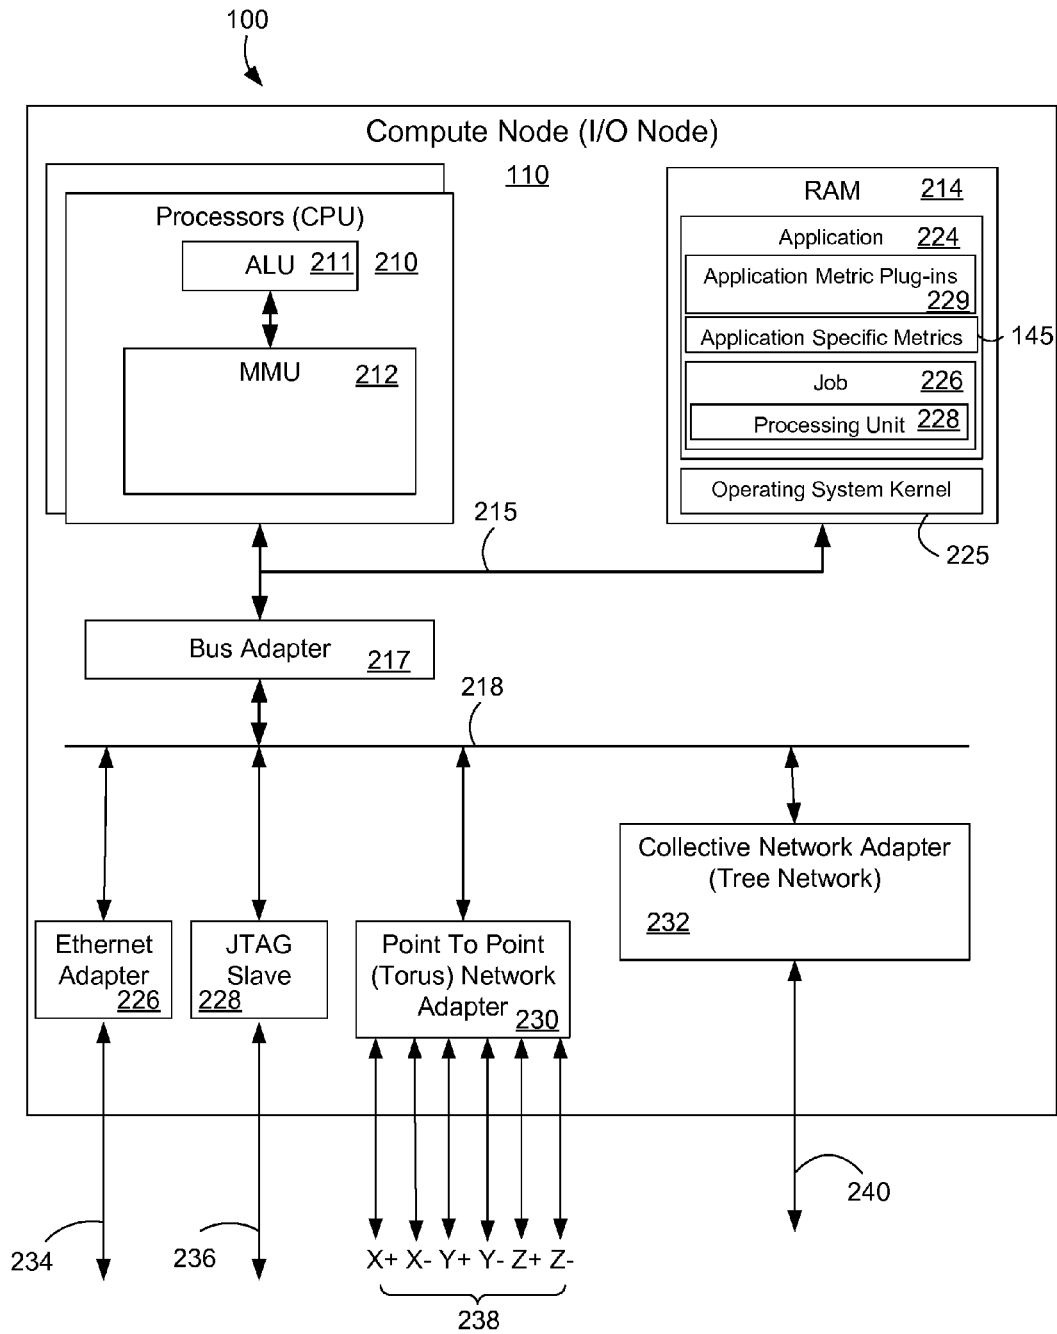 100
Compute Node (I/O Node)
110
Processors (CPU)
ALU 211 210
MMU 212
RAM 214
Application 224
Application Metric Plug-ins
229
Application Specific Metrics
145
Job 226
Processing Unit 228
Operating System Kernel
225
215
Bus Adapter 217
218
Collective Network Adapter
(Tree Network)
232
Ethernet
Adapter
226
JTAG
Slave
228
Point To Point
(Torus) Network
Adapter 230
234
236
X+ X- Y+ Y- Z+ Z-
238
240